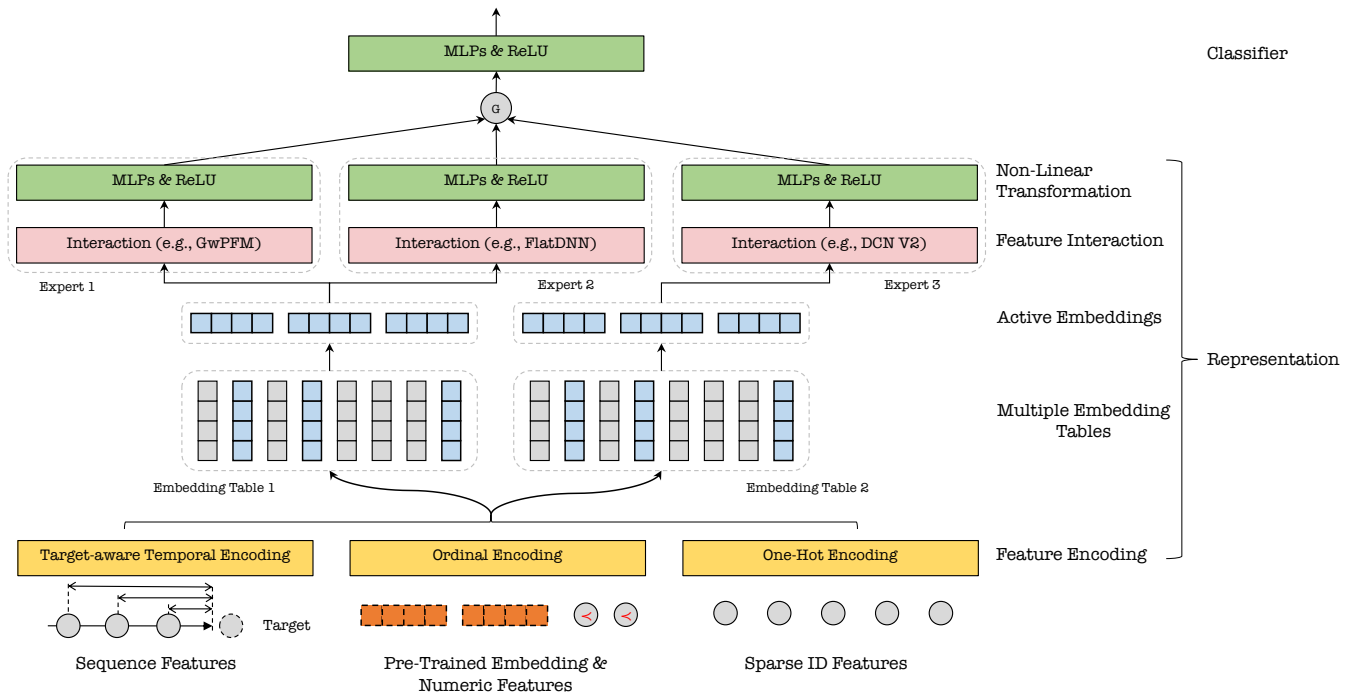 MLPs & ReLU
Classifier
G
MLPs & ReLU
MLPs & ReLU
MLPs & ReLU
Non-Linear
Transformation
Interaction (e.g., GwPFM)
Interaction (e.g., FlatDNN)
Interaction (e.g., DCN V2)
Feature Interaction
Expert 1
Expert 2
Expert 3
Active Embeddings
Representation
Multiple Embedding
Tables
Embedding Table 1
Embedding Table 2
Target-aware Temporal Encoding
Ordinal Encoding
One-Hot Encoding
Feature Encoding
≺
≺
Target
Sequence Features
Pre-Trained Embedding &
Numeric Features
Sparse ID Features